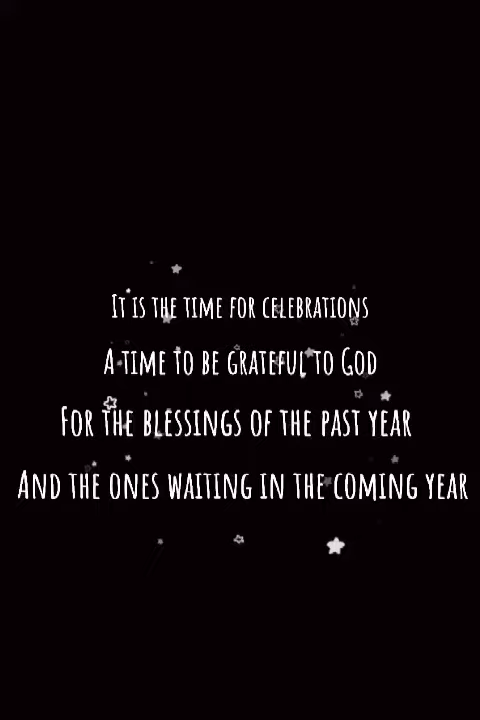 It is the time for celebrations
A time to be grateful to God
For the blessings of the past year
And the ones waiting in the coming year